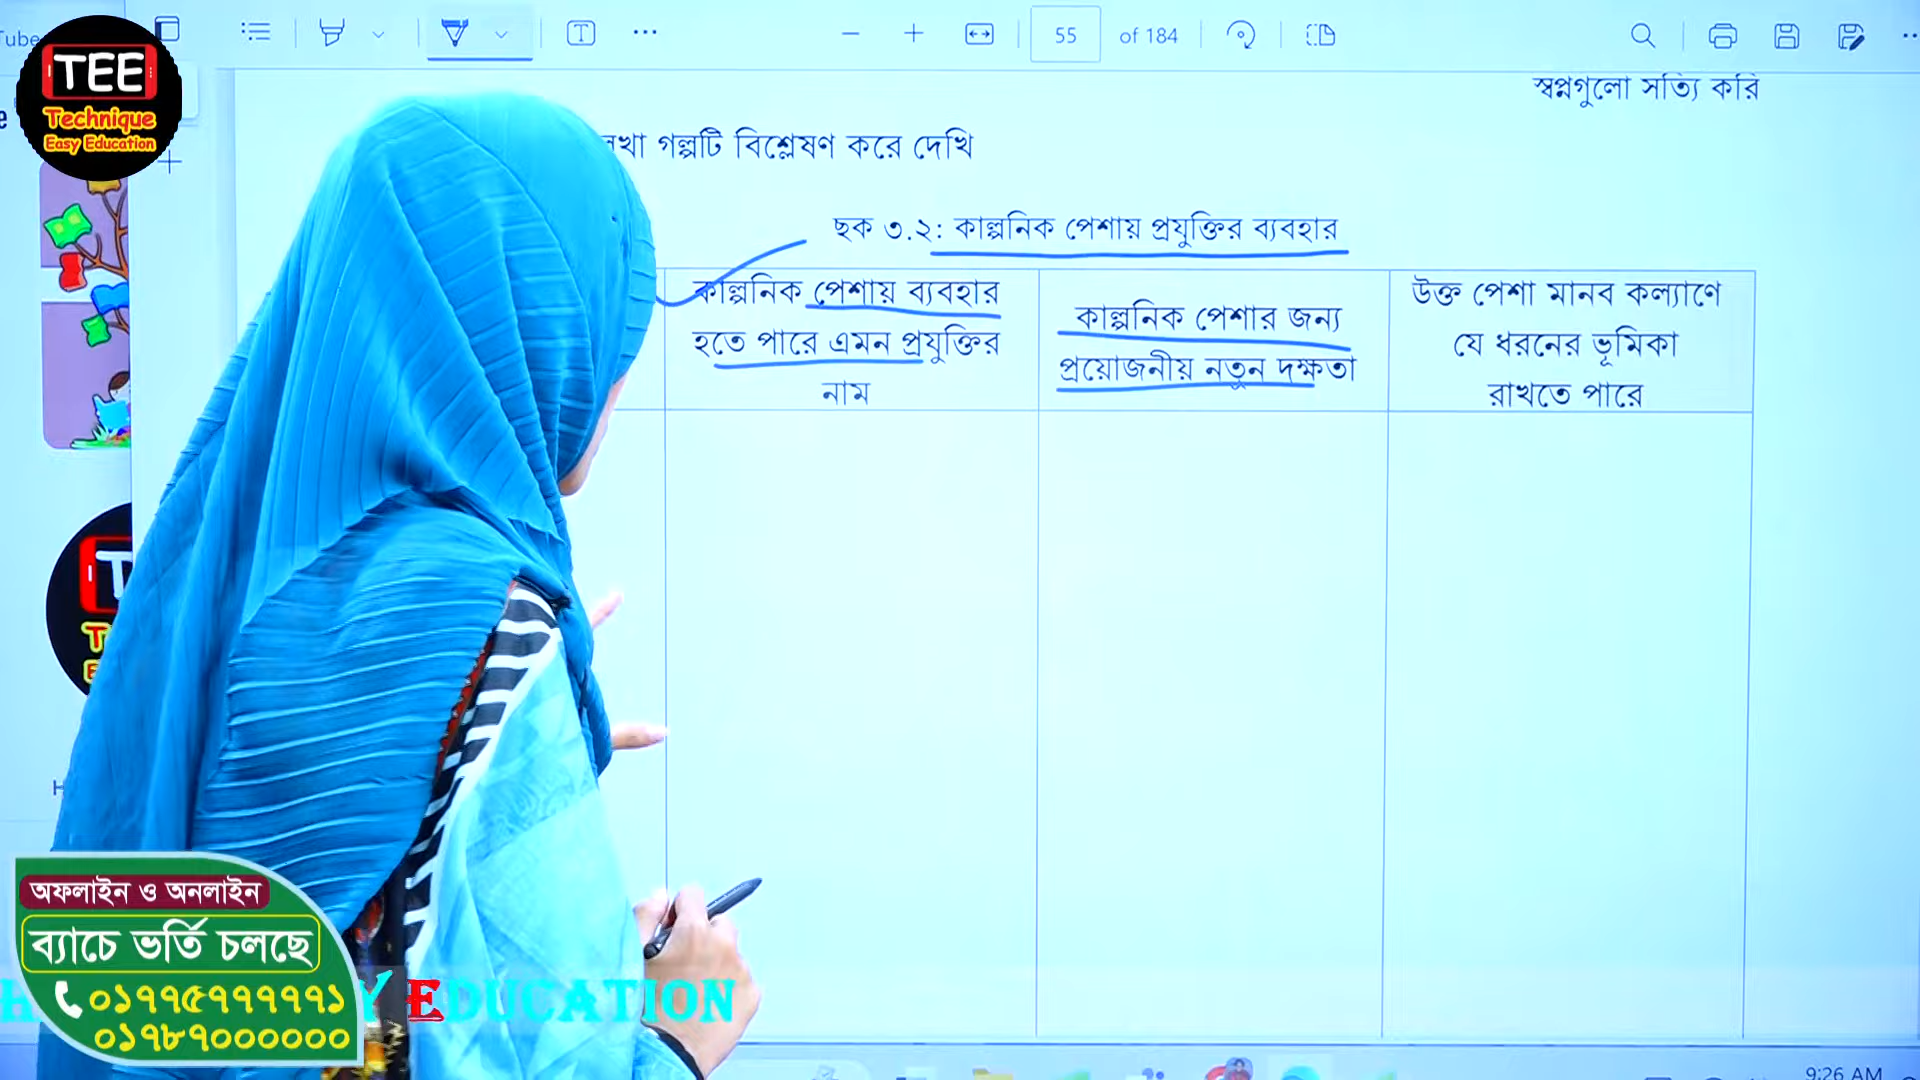 55 of 184
TEE
Technique
Easy Education
স্বপ্নগুলো সত্যি করি
গল্পটি বিশ্লেষণ করে দেখি
ছক ৩.২: কাল্পনিক পেশায় প্রযুক্তির ব্যবহার
কাল্পনিক পেশায় ব্যবহার
হতে পারে এমন প্রযুক্তির
নাম
কাল্পনিক পেশার জন্য
প্রয়োজনীয় নতুন দক্ষতা
উক্ত পেশা মানব কল্যাণে
যে ধরনের ভূমিকা
রাখতে পারে
অফলাইন ও অনলাইন
ব্যাচে ভর্তি চলছে
০১৭৭৫৭৭৭৭৭১
০১৭৮৭০০০০০০
EDUCATION
9:26 AM